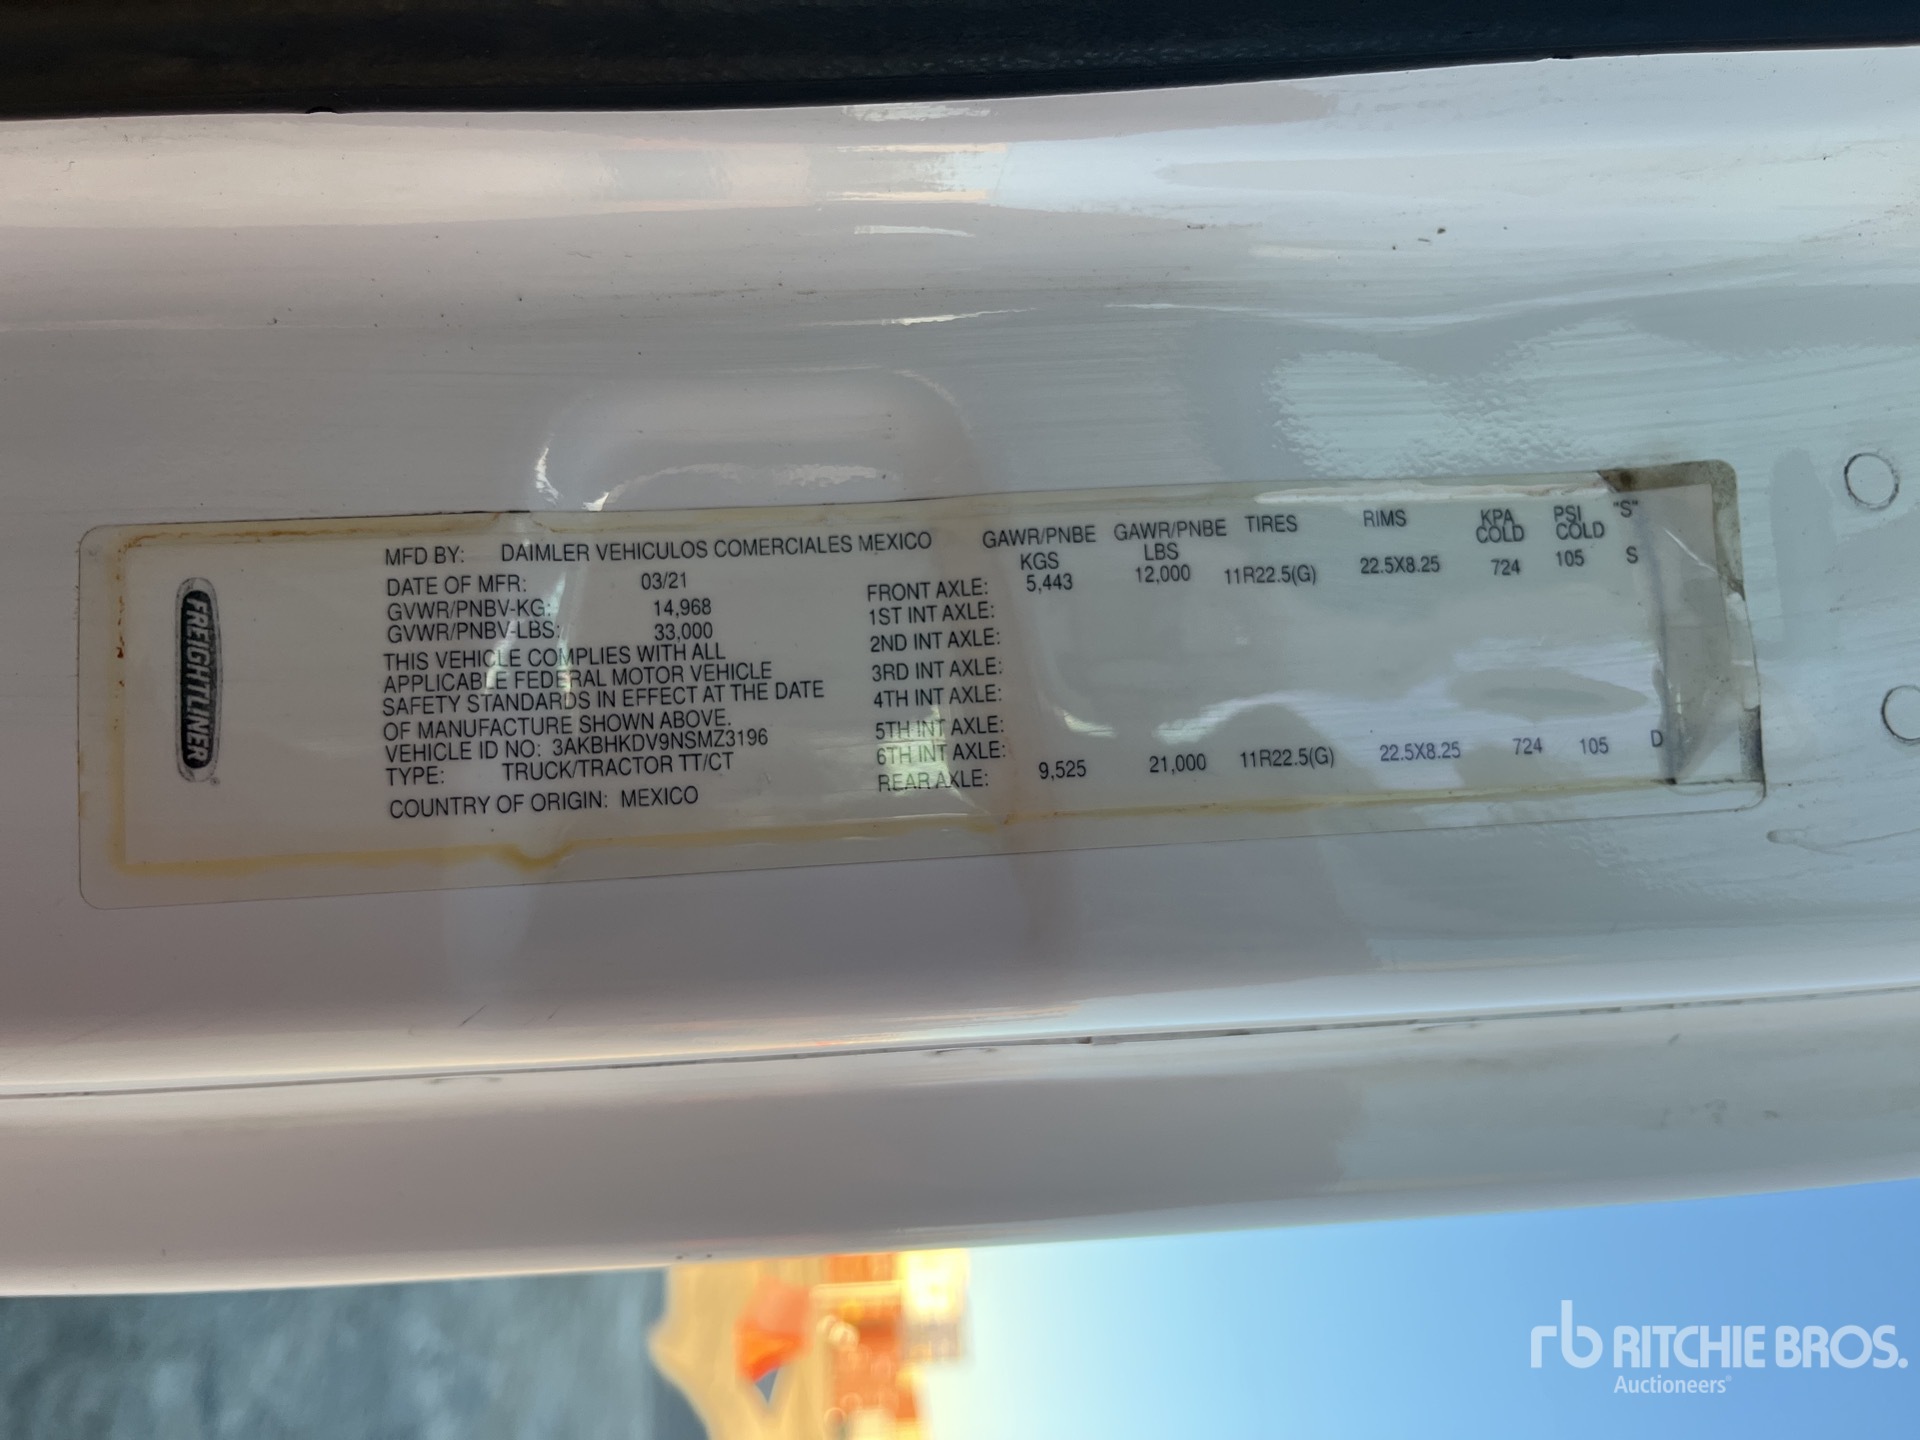 FREIGHTLINER
MFD BY: DAIMLER VEHICULOS COMERCIALES MEXICO
DATE OF MFR: 03/21
GVWR/PNBV-KG: 14,968
GVWR/PNBV-LBS: 33,000
THIS VEHICLE COMPLIES WITH ALL
APPLICABLE FEDERAL MOTOR VEHICLE
SAFETY STANDARDS IN EFFECT AT THE DATE
OF MANUFACTURE SHOWN ABOVE.
VEHICLE ID NO: 3AKBHKDV9NSMZ3196
TYPE: TRUCK/TRACTOR TT/CT
COUNTRY OF ORIGIN: MEXICO
GAWR/PNBE KGS GAWR/PNBE LBS TIRES RIMS KPA COLD PSI COLD "S"
FRONT AXLE: 5,443 12,000 11R22.5(G) 22.5X8.25 724 105 S
1ST INT AXLE:
2ND INT AXLE:
3RD INT AXLE:
4TH INT AXLE:
5TH INT AXLE:
6TH INT AXLE:
REAR AXLE: 9,525 21,000 11R22.5(G) 22.5X8.25 724 105 D
rb RITCHIE BROS.
Auctioneers